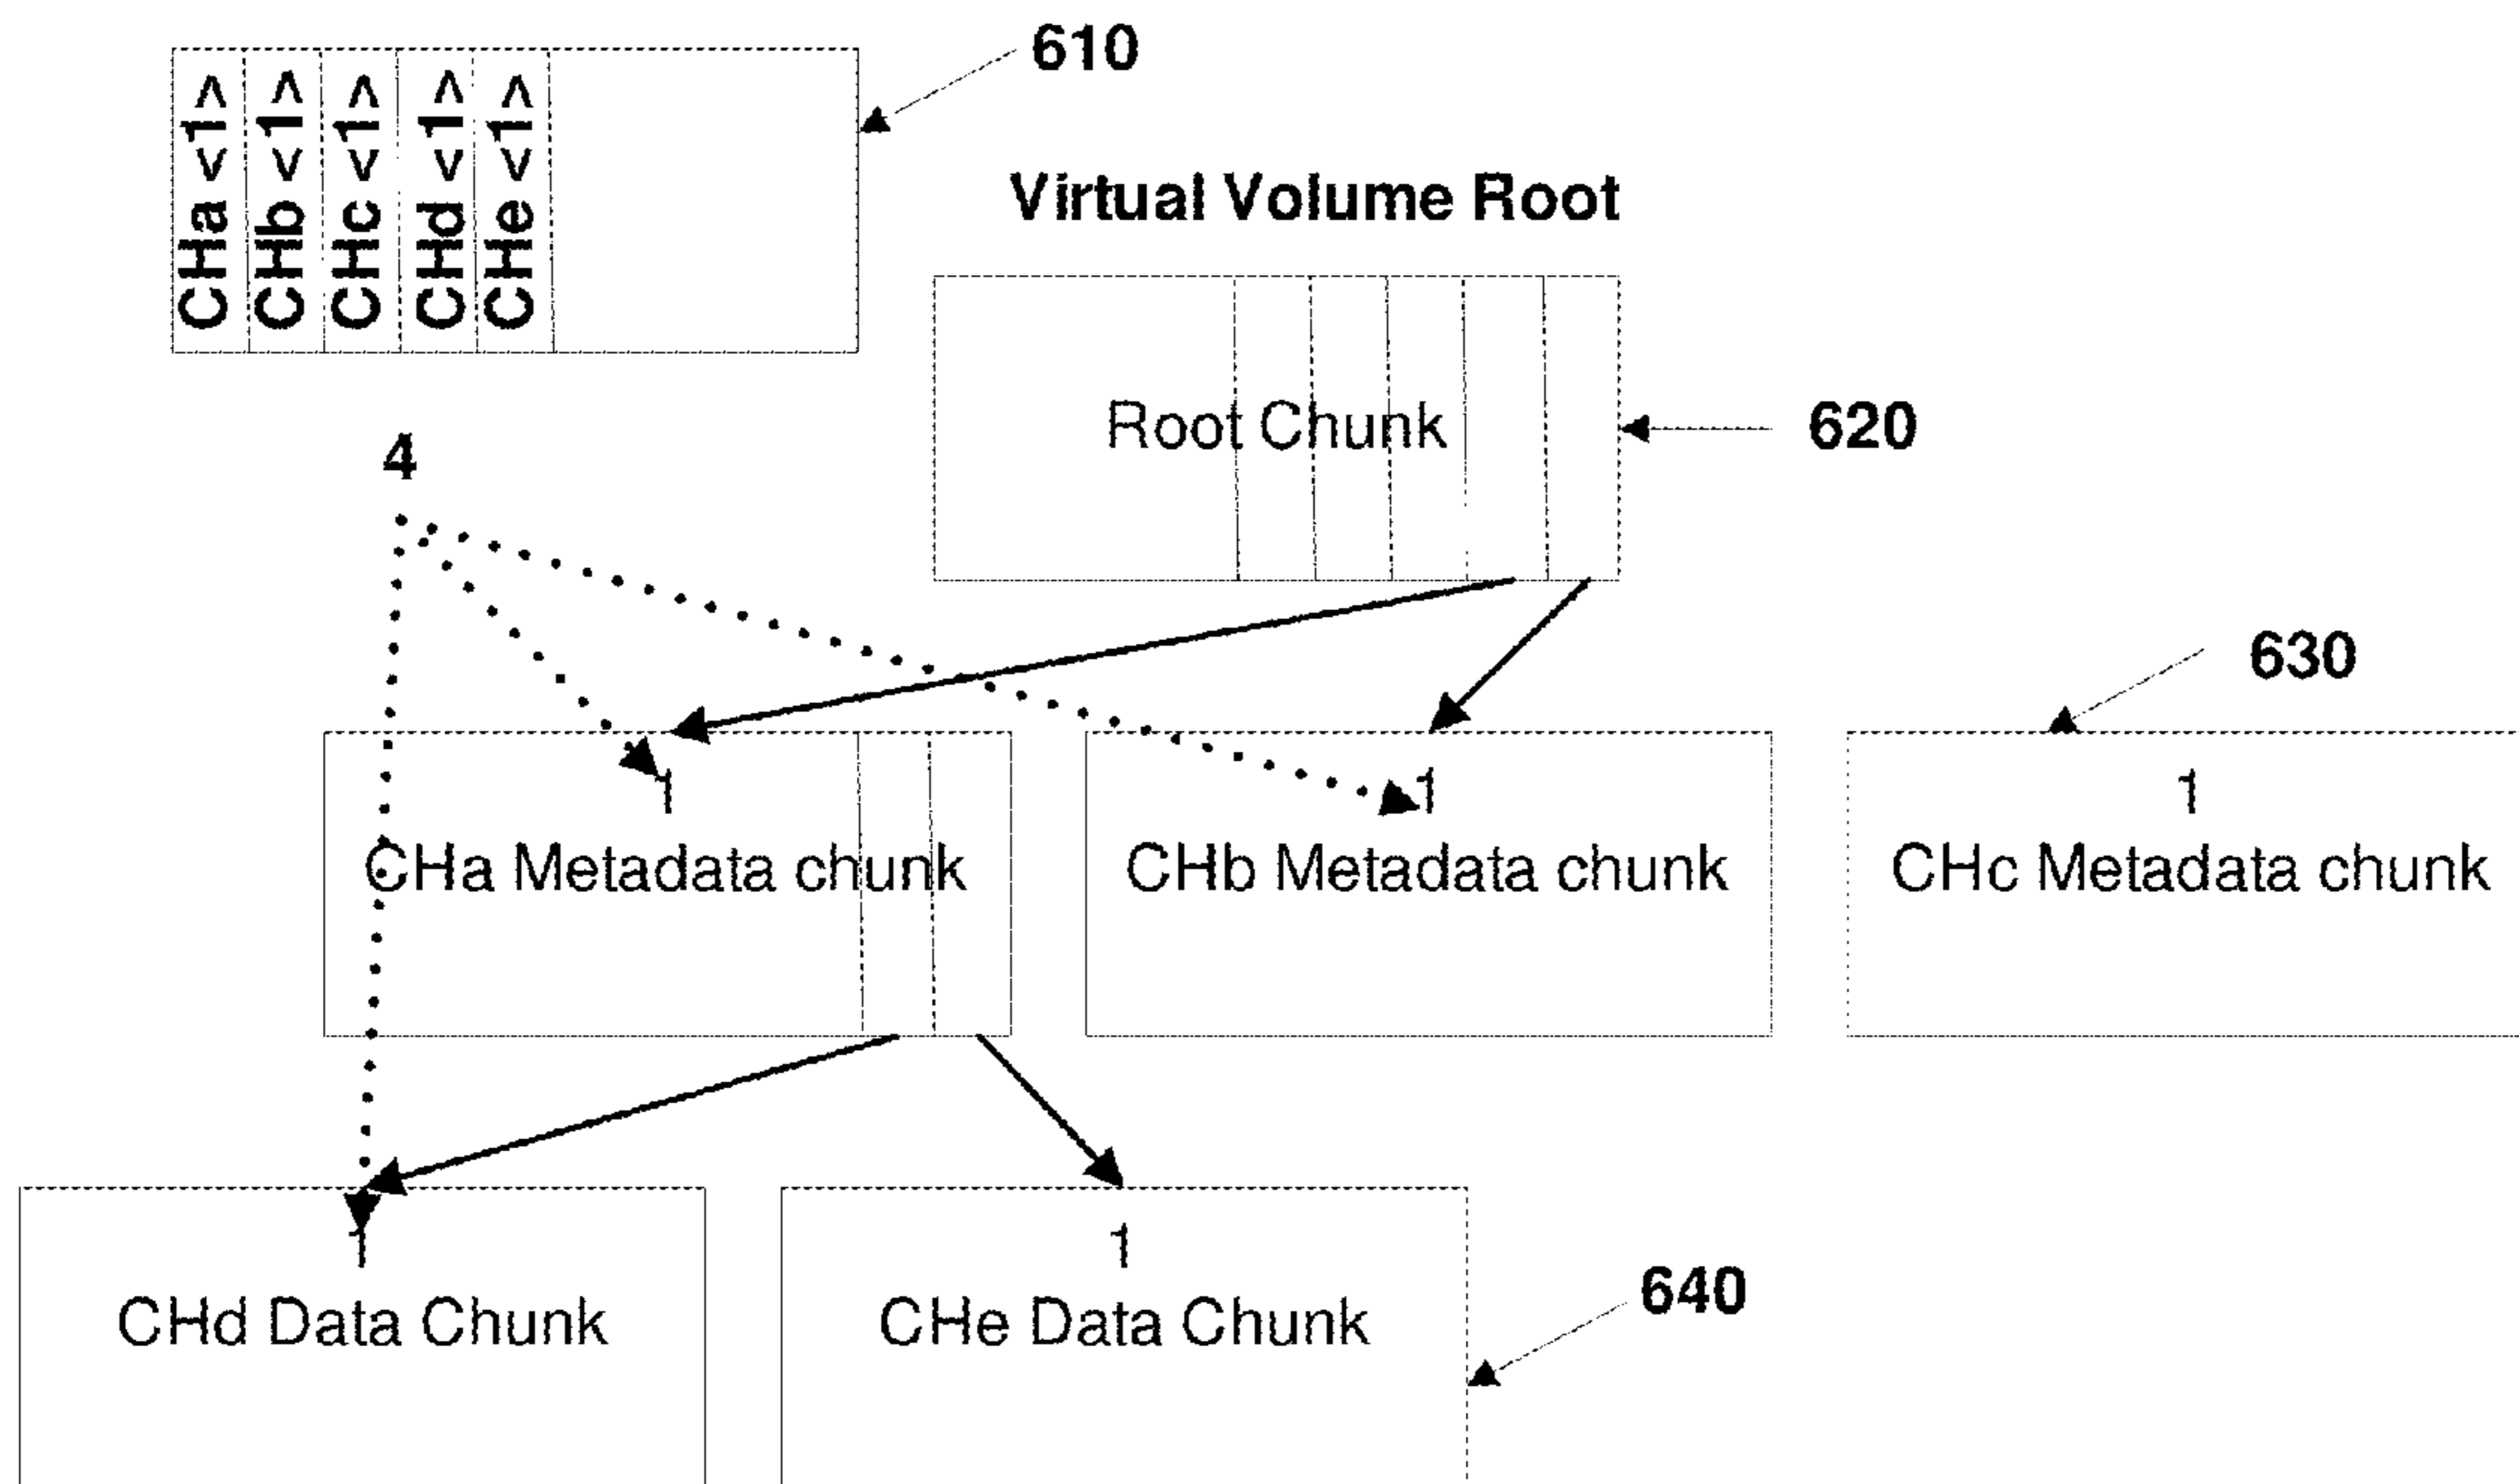 610
CHa <1>
CHb <1>
CHc <1>
CHd <1>
CHe <1>
Virtual Volume Root
Root Chunk
620
4
630
1
CHa Metadata chunk
1
CHb Metadata chunk
1
CHc Metadata chunk
1
CHd Data Chunk
1
CHe Data Chunk
640